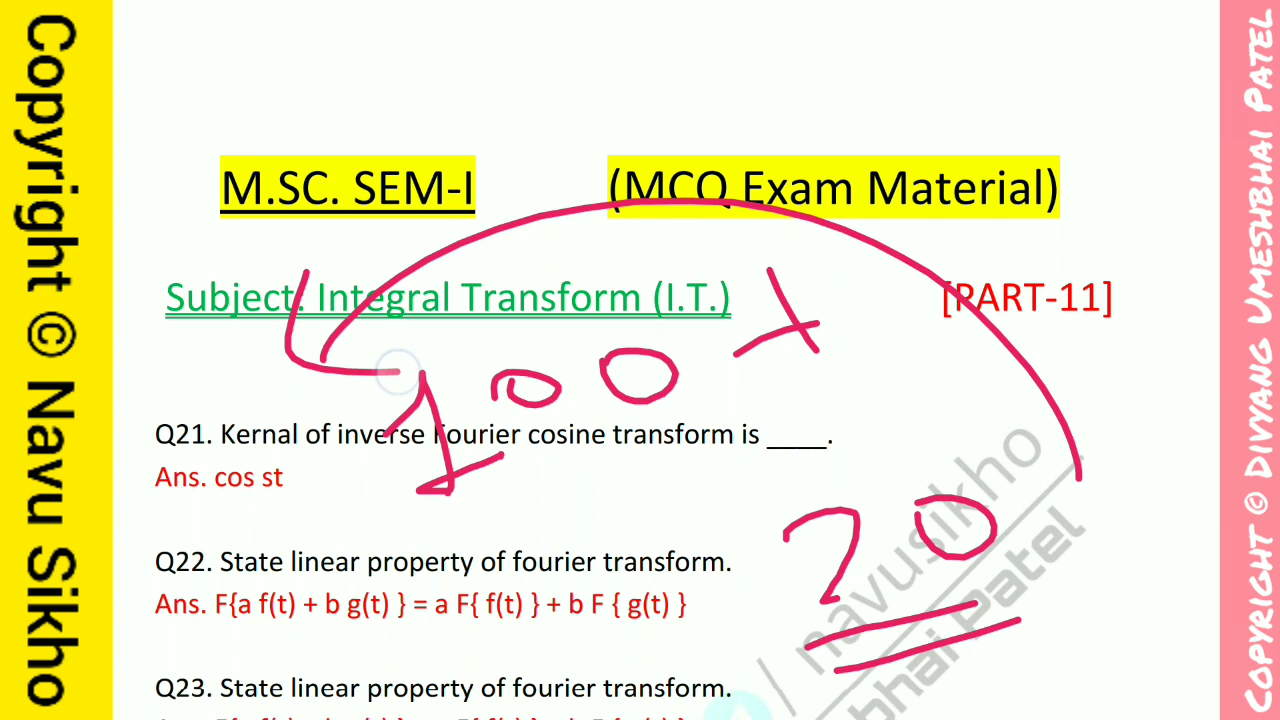 Copyright © Navu Sikho
M.SC. SEM-I (MCQ Exam Material)
Subject: Integral Transform (I.T.) [PART-11]
100+
Q21. Kernal of inverse Fourier cosine transform is ____.
Ans. cos st
20
Q22. State linear property of fourier transform.
Ans. F{a f(t) + b g(t) } = a F{ f(t) } + b F { g(t) }
Q23. State linear property of fourier transform.
/ navusikho
bhai Patel
COPYRIGHT © DIVYANG UMESHBHAI PATEL